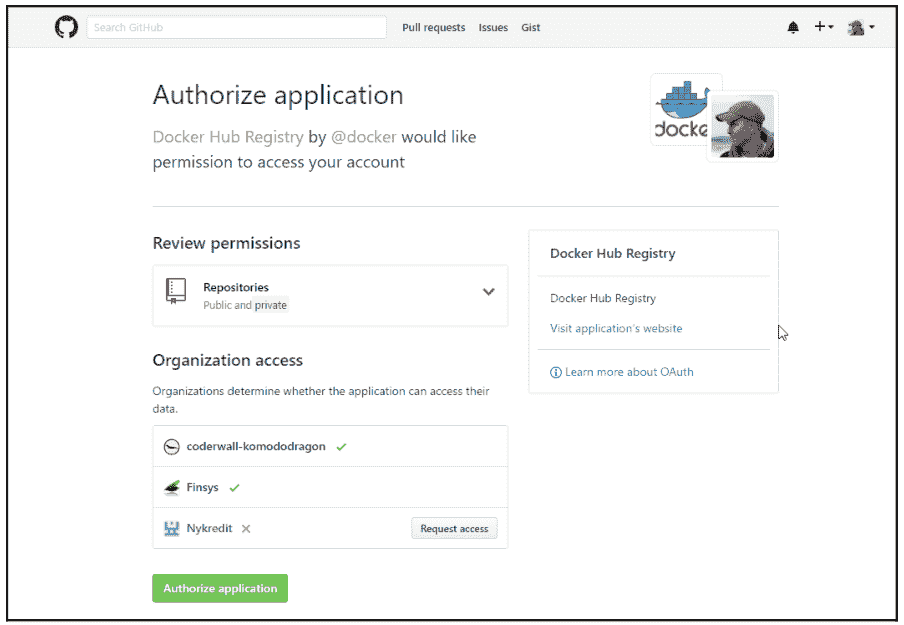 Search GitHub
Pull requests Issues Gist
Authorize application
Docker Hub Registry by @docker would like
permission to access your account
docke
Review permissions
Repositories
Public and private
Organization access
Organizations determine whether the application can access their
data.
coderwall-komododragon
Finsys
Nykredit
Request access
Authorize application
Docker Hub Registry
Docker Hub Registry
Visit application's website
Learn more about OAuth